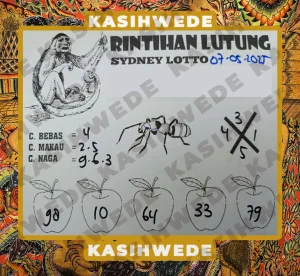 KASIHWEDE
RINTIHAN LUTUNG
SYDNEY LOTTO 07-05-2025
C. BEBAS = 4
C. MAKAU = 2.5
C. NAGA = 9.6.3
3
4 1
5
98 10 64 33 79
KASIHWEDE